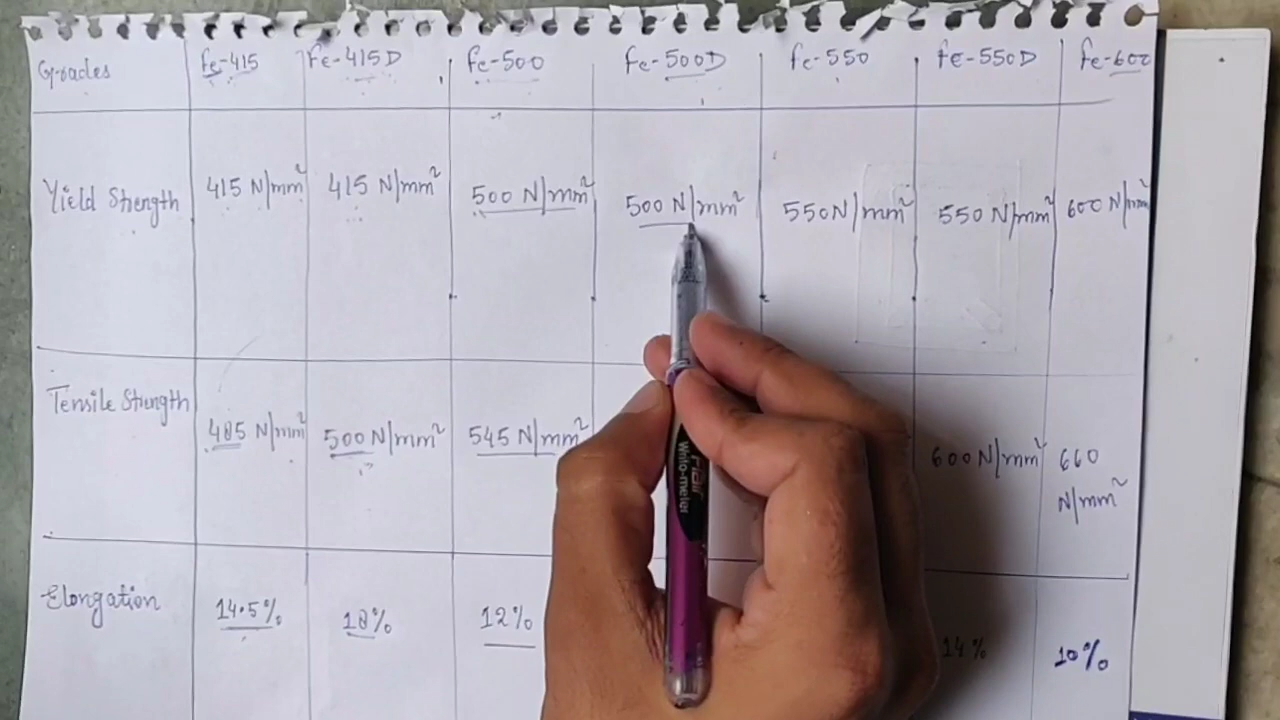 Grades fe-415 fe-415D fe-500 fe-500D fe-550 fe-550D fe-600
Yield Strength 415 N/mm² 415 N/mm² 500 N/mm² 500 N/mm² 550N/mm² 550 N/mm² 600 N/mm²
Tensile Strength 485 N/mm² 500 N/mm² 545 N/mm² 600 N/mm² 660 N/mm²
Elongation 14.5% 18% 12% 14% 10%
Flair
Writo-meter